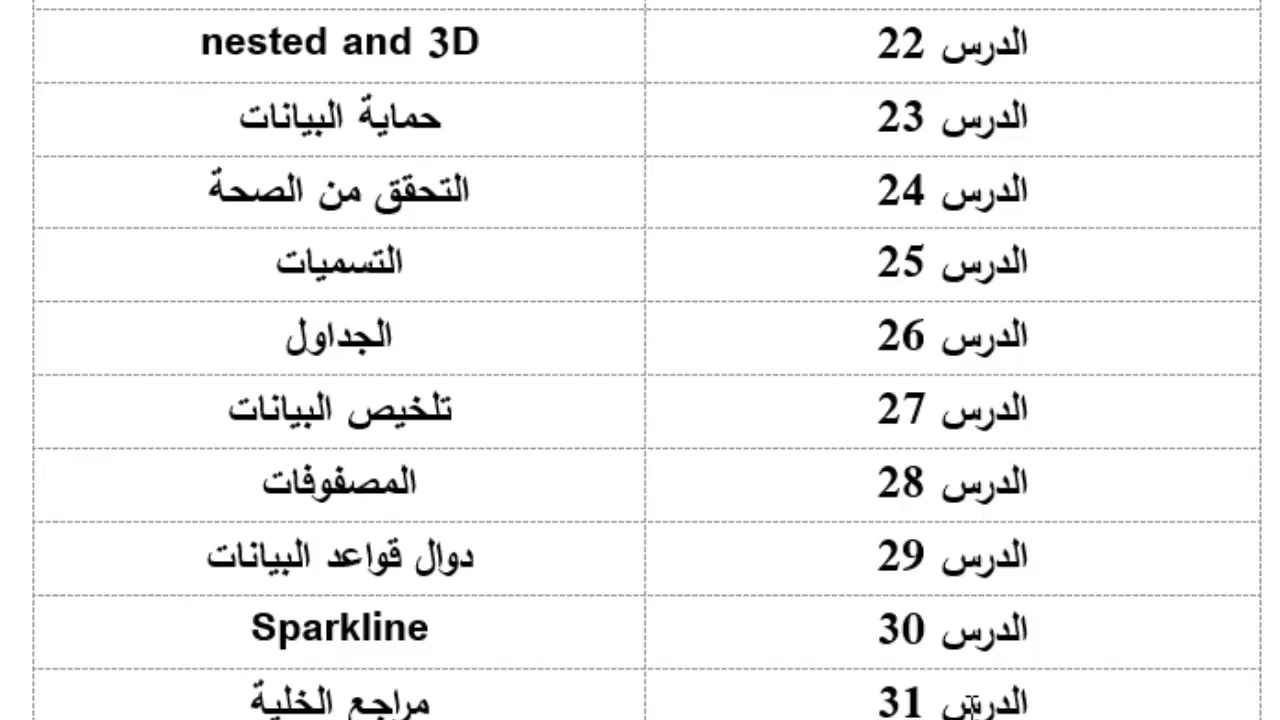 الدرس 22 nested and 3D
الدرس 23 حماية البيانات
الدرس 24 التحقق من الصحة
الدرس 25 التسميات
الدرس 26 الجداول
الدرس 27 تلخيص البيانات
الدرس 28 المصفوفات
الدرس 29 دوال قواعد البيانات
الدرس 30 Sparkline
الدرس 31 مراجع الخلية